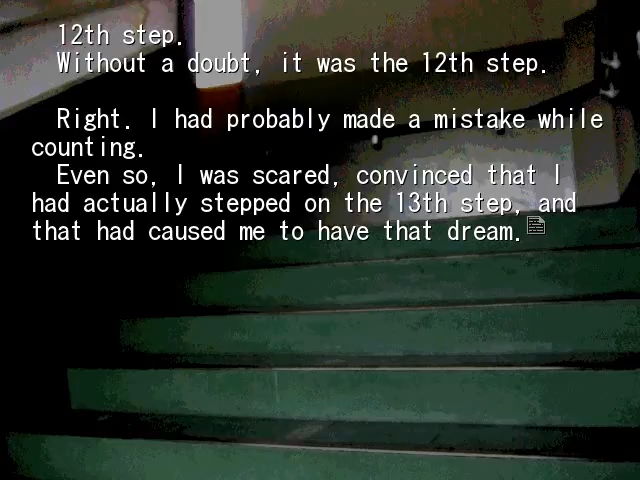 12th step.
Without a doubt, it was the 12th step.
Right. I had probably made a mistake while
counting.
Even so, I was scared, convinced that I
had actually stepped on the 13th step, and
that had caused me to have that dream.